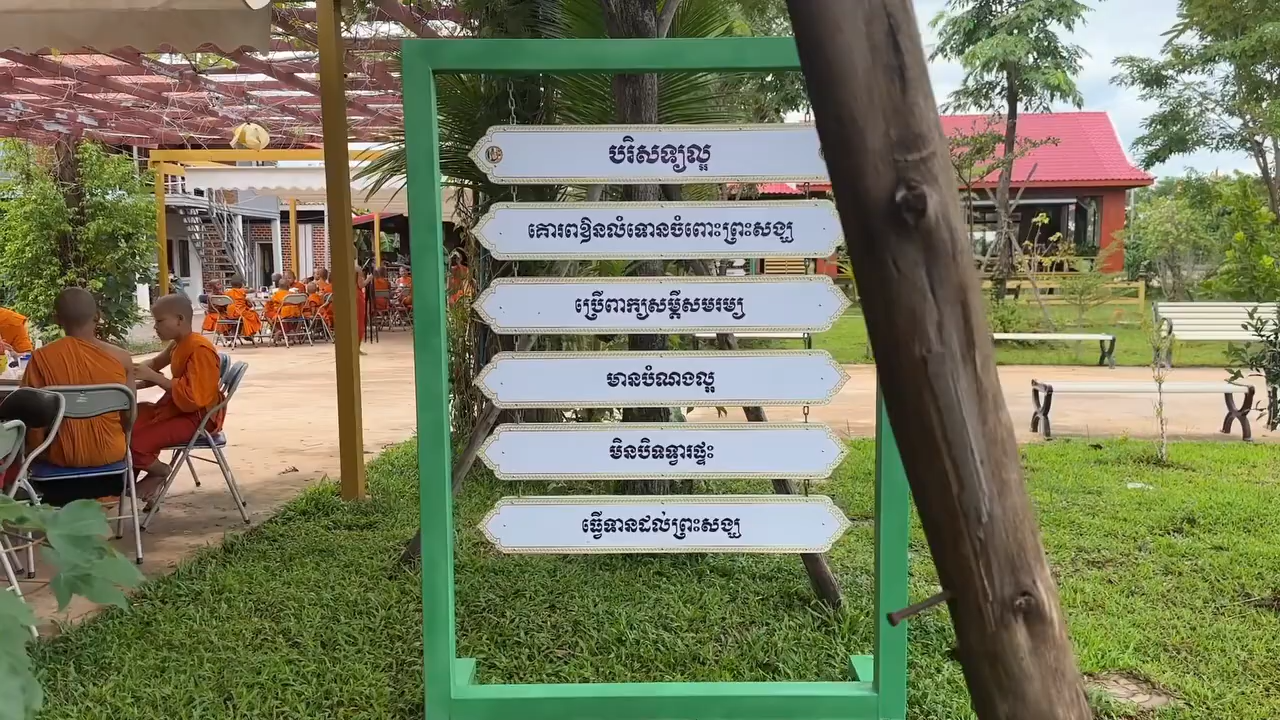 បរិសទ្យល្អ
គោរពឱនលំទោនចំពោះព្រះសង្ឃ
ប្រើពាក្យសម្ដីសមរម្យ
មានបំណងល្អ
មិនបិទទ្វារផ្ទះ
ធ្វើទានដល់ព្រះសង្ឃ